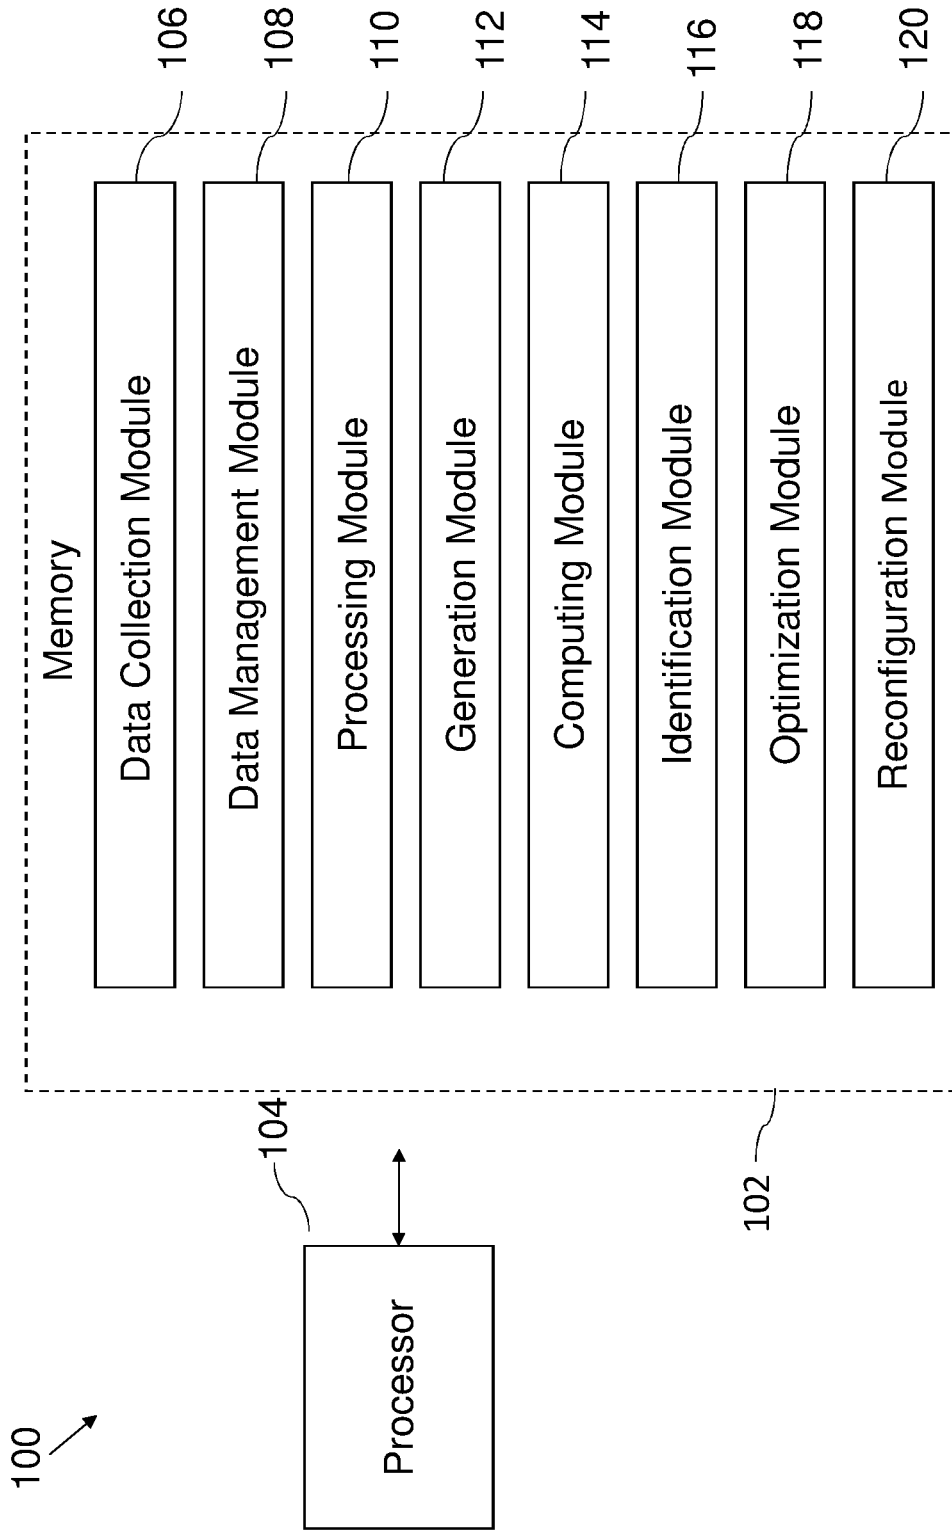 100
Processor
104
102
Memory
Data Collection Module
106
Data Management Module
108
Processing Module
110
Generation Module
112
Computing Module
114
Identification Module
116
Optimization Module
118
Reconfiguration Module
120